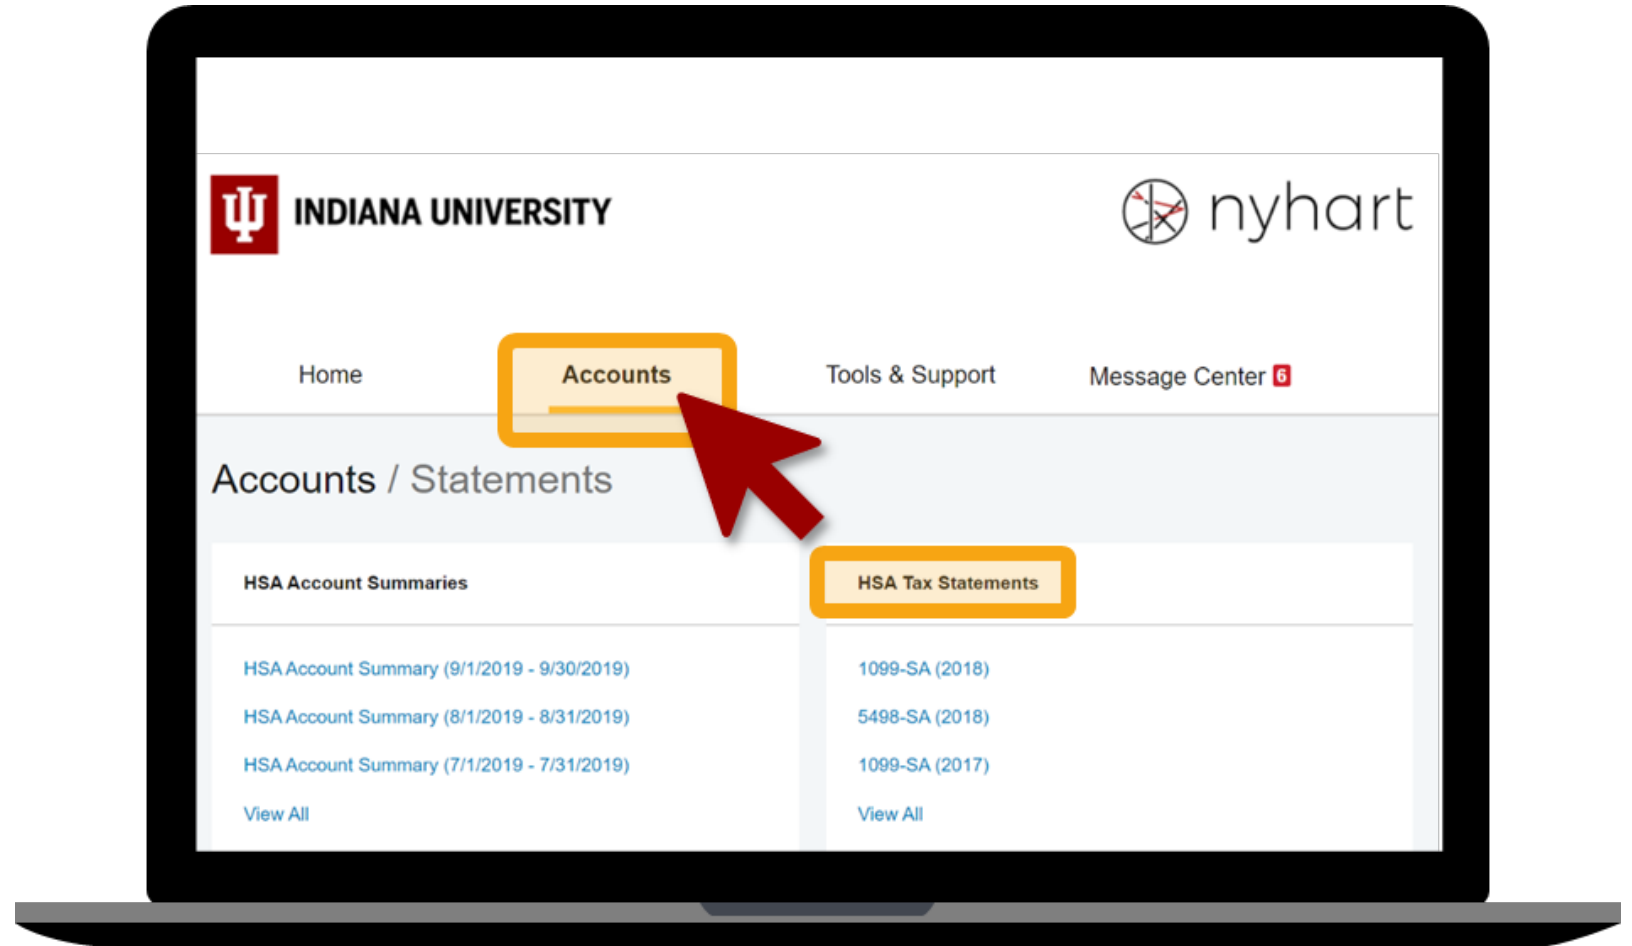 INDIANA UNIVERSITY
nyhart
Home
Accounts
Tools & Support
Message Center 6
Accounts / Statements
HSA Account Summaries
HSA Account Summary (9/1/2019 - 9/30/2019)
HSA Account Summary (8/1/2019 - 8/31/2019)
HSA Account Summary (7/1/2019 - 7/31/2019)
View All
HSA Tax Statements
1099-SA (2018)
5498-SA (2018)
1099-SA (2017)
View All